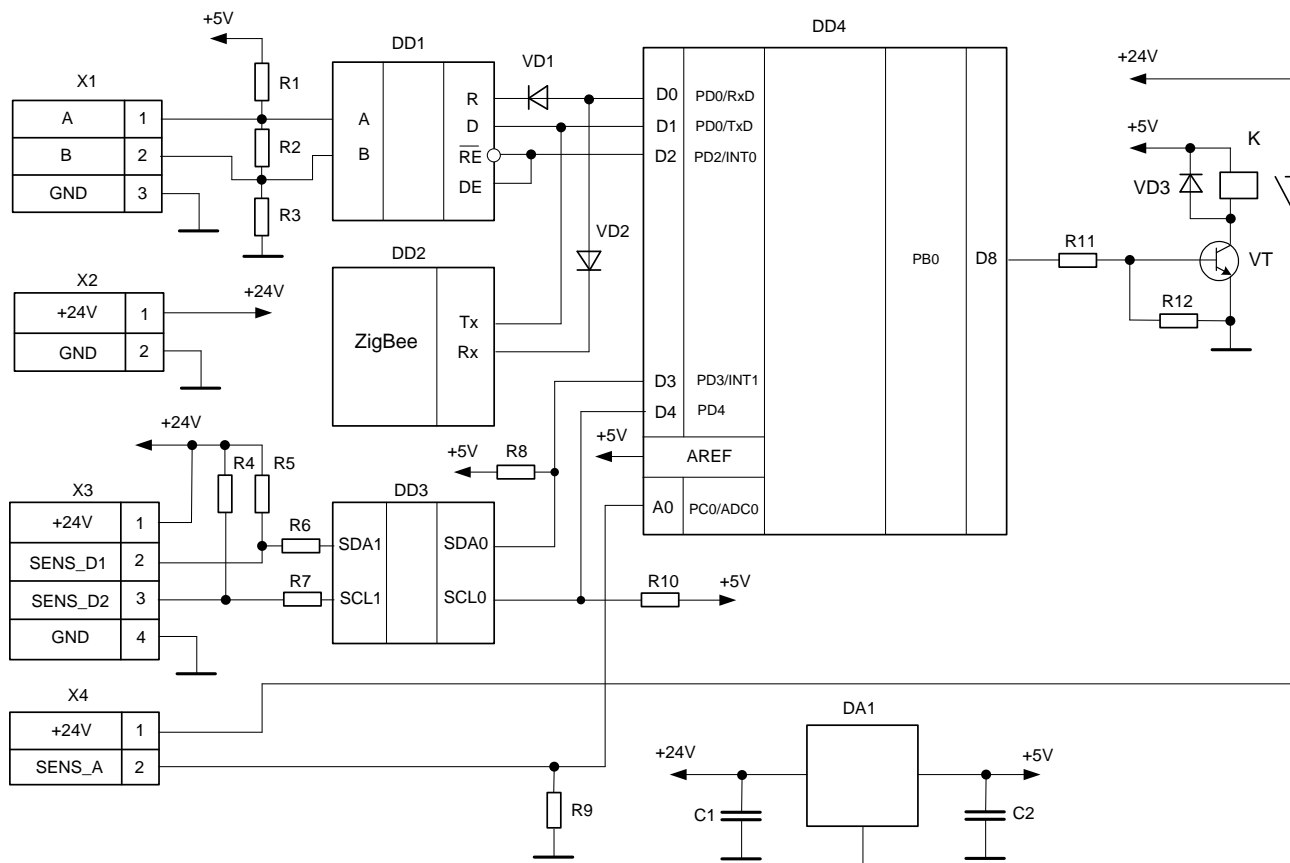 +5V
DD1
DD4
X1
R1
VD1
+24V
A 1
B 2
GND 3
R2
R3
A
B
R
D
RE
DE
D0 PD0/RxD
D1 PD0/TxD
D2 PD2/INT0
+5V
K
VD3
VD2
R11
PB0 D8
VT
R12
X2
+24V 1
GND 2
+24V
DD2
ZigBee
Tx
Rx
D3 PD3/INT1
D4 PD4
+5V
AREF
A0 PC0/ADC0
+24V
R4
R5
+5V
R8
X3
+24V 1
SENS_D1 2
SENS_D2 3
GND 4
DD3
R6
R7
SDA1 SDA0
SCL1 SCL0
R10
+5V
X4
+24V 1
SENS_A 2
R9
DA1
+24V
+5V
C1
C2